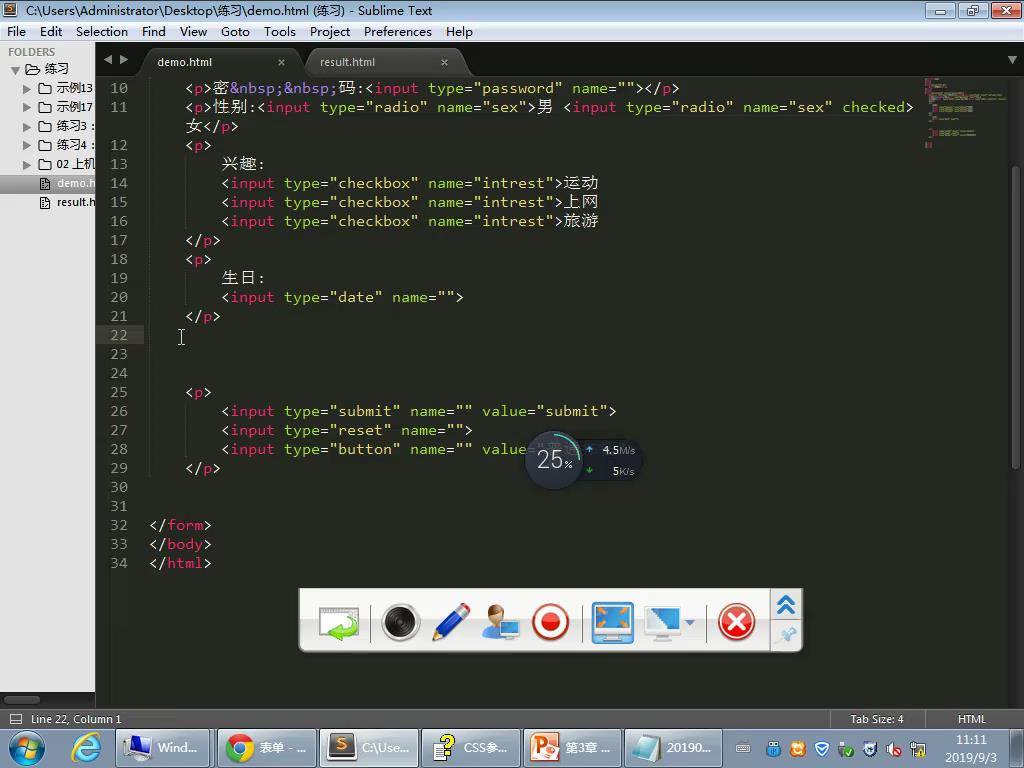 C:\Users\Administrator\Desktop\练习\demo.html (练习) - Sublime Text
File Edit Selection Find View Goto Tools Project Preferences Help
FOLDERS
练习
示例13
示例17
练习3 :
练习4 :
02 上机
demo.h
result.h
demo.html ×
result.html ×
10 <p>密&nbsp;&nbsp;码:<input type="password" name=""></p>
11 <p>性别:<input type="radio" name="sex">男 <input type="radio" name="sex" checked>
女</p>
12 <p>
13 兴趣:
14 <input type="checkbox" name="intrest">运动
15 <input type="checkbox" name="intrest">上网
16 <input type="checkbox" name="intrest">旅游
17 </p>
18 <p>
19 生日:
20 <input type="date" name="">
21 </p>
22
23
24
25 <p>
26 <input type="submit" name="" value="submit">
27 <input type="reset" name="">
28 <input type="button" name="" value="
29 </p>
30
31
32 </form>
33 </body>
34 </html>
25%
4.5M/s
5K/s
Line 22, Column 1
Tab Size: 4
HTML
Wind...
表单 - ...
C:\Use...
CSS参...
第3章 ...
20190...
11:11
2019/9/3